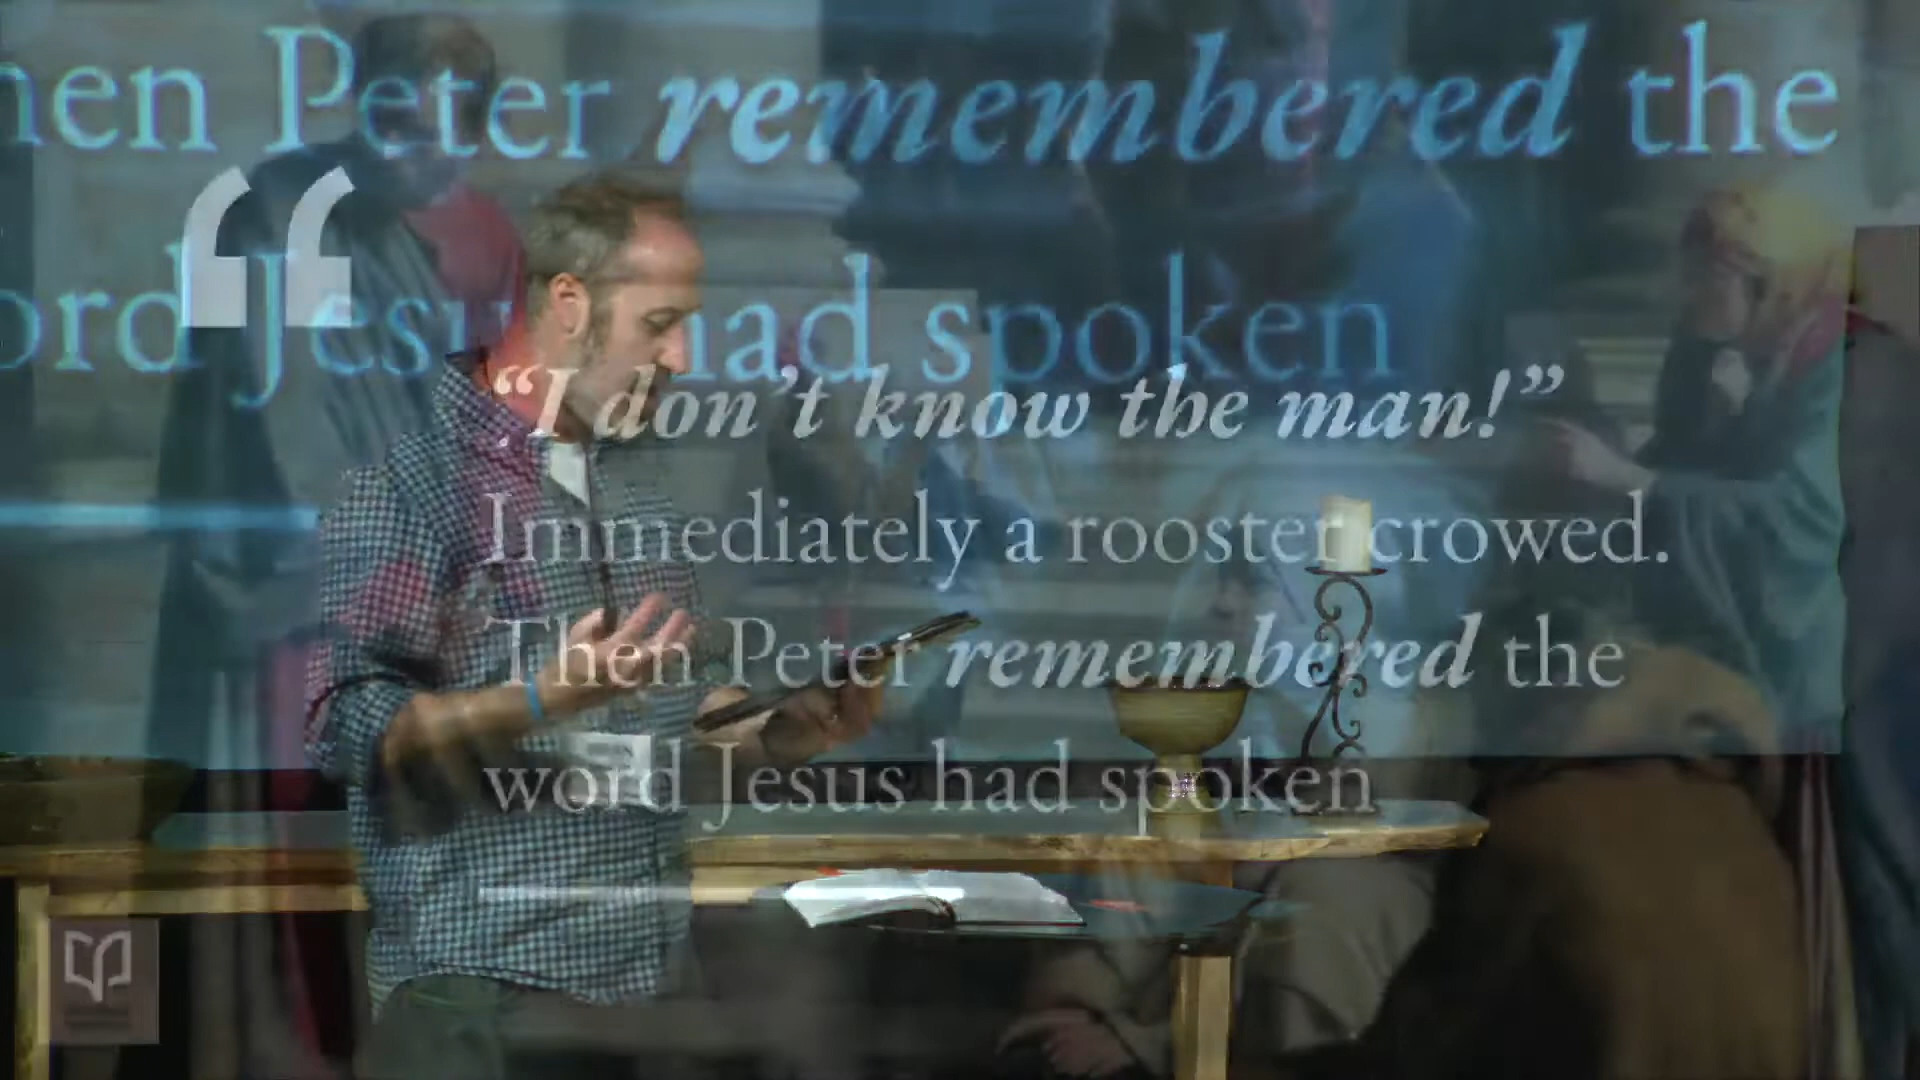 hen Peter remembered the
ord Jesu had spoken
“
“I don’t know the man!”
Immediately a rooster crowed.
Then Peter remembered the
word Jesus had spoken